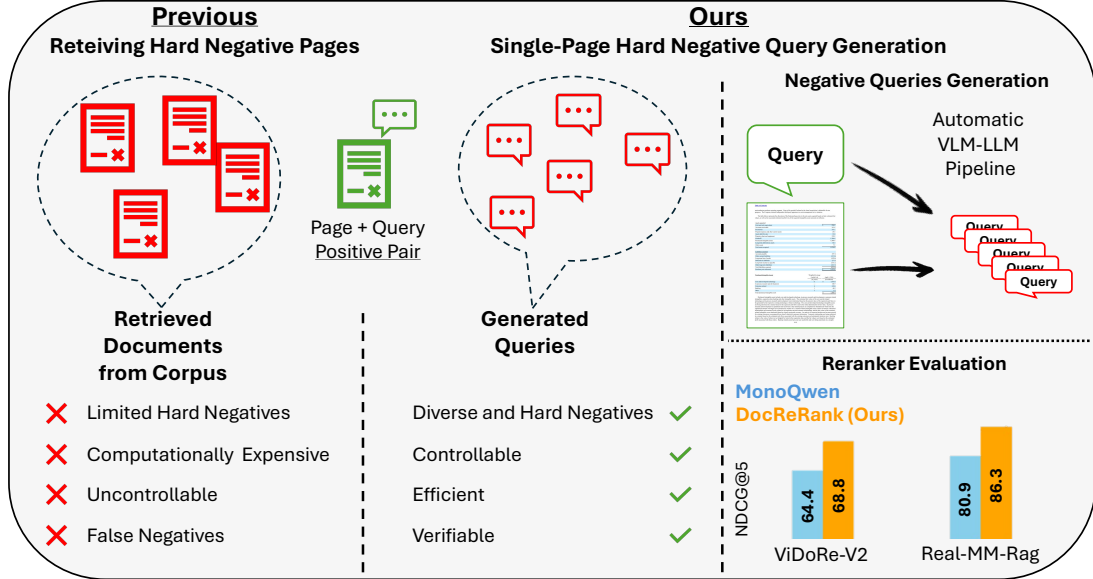 Previous
Reteiving Hard Negative Pages
Page + Query
Positive Pair
Retrieved
Documents
from Corpus
Limited Hard Negatives
Computationally Expensive
Uncontrollable
False Negatives
Ours
Single-Page Hard Negative Query Generation
Generated
Queries
Diverse and Hard Negatives
Controllable
Efficient
Verifiable
Negative Queries Generation
Query
Automatic
VLM-LLM
Pipeline
Query
Query
Query
Query
Query
Reranker Evaluation
MonoQwen
DocReRank (Ours)
NDCG@5
64.4
68.8
80.9
86.3
ViDoRe-V2
Real-MM-Rag